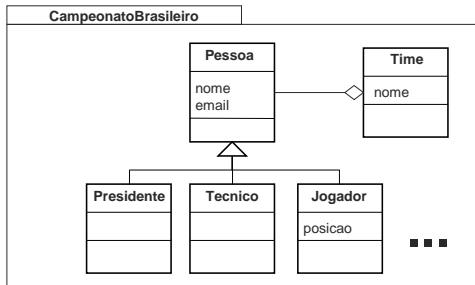 CampeonatoBrasileiro
Pessoa
nome
email
Time
nome
Presidente
Tecnico
Jogador
posicao